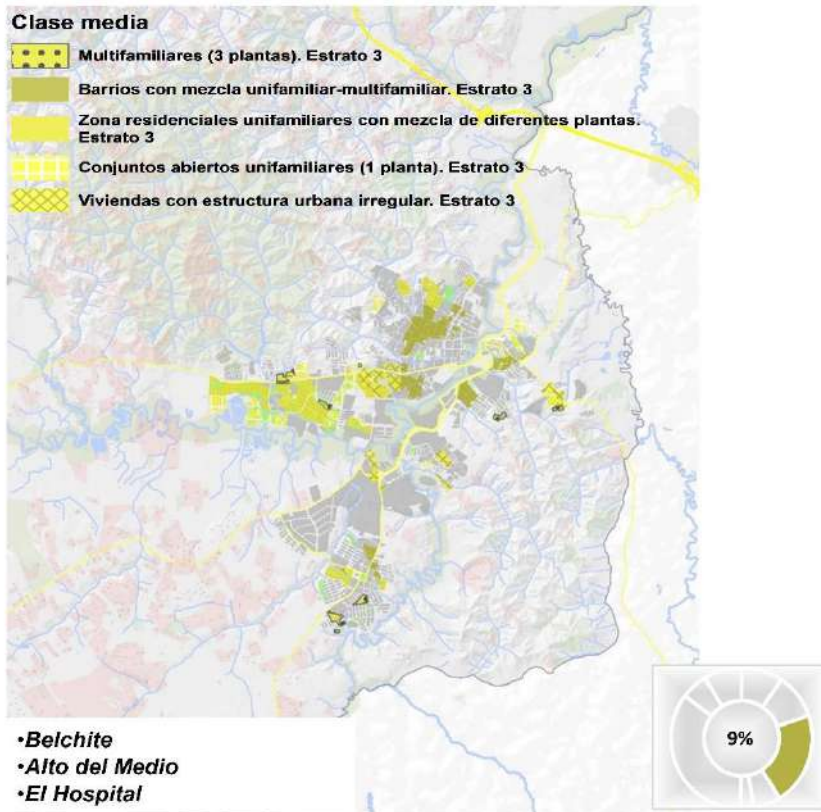 Clase media
Multifamiliares (3 plantas). Estrato 3
Barrios con mezcla unifamiliar-multifamiliar. Estrato 3
Zona residenciales unifamiliares con mezcla de diferentes plantas.
Estrato 3
Conjuntos abiertos unifamiliares (1 planta). Estrato 3
Viviendas con estructura urbana irregular. Estrato 3
9%
•Belchite
•Alto del Medio
•El Hospital